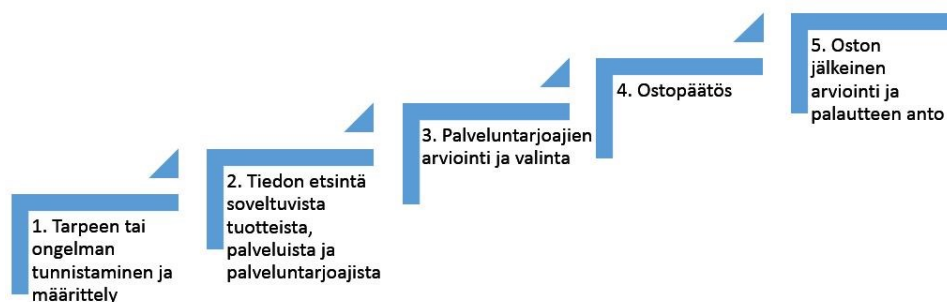 1. Tarpeen tai
ongelman
tunnistaminen ja
määrittely
2. Tiedon etsintä
soveltuvista
tuotteista,
palveluista ja
palveluntarjoajista
3. Palveluntarjoajien
arviointi ja valinta
4. Ostopäätös
5. Oston
jälkeinen
arviointi ja
palautteen anto